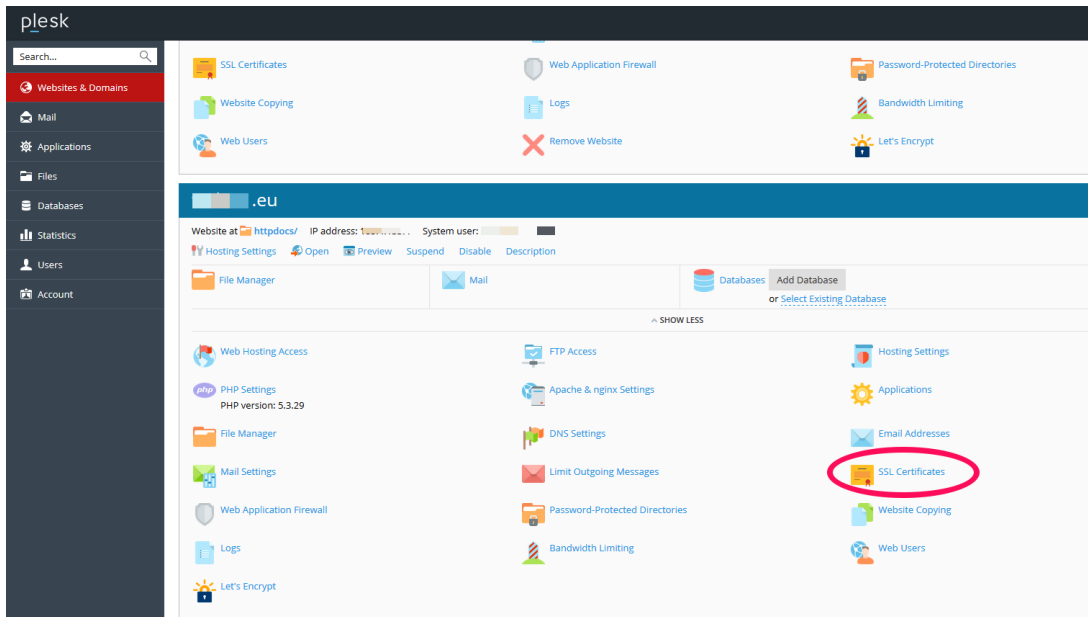 plesk
Search...
Websites & Domains
Mail
Applications
Files
Databases
Statistics
Users
Account
SSL Certificates
Web Application Firewall
Password-Protected Directories
Website Copying
Logs
Bandwidth Limiting
Web Users
Remove Website
Let's Encrypt
.eu
Website at httpdocs/ IP address: System user:
Hosting Settings Open Preview Suspend Disable Description
File Manager
Mail
Databases Add Database
or Select Existing Database
SHOW LESS
Web Hosting Access
FTP Access
Hosting Settings
php PHP Settings
PHP version: 5.3.29
Apache & nginx Settings
Applications
File Manager
DNS Settings
Email Addresses
Mail Settings
Limit Outgoing Messages
SSL Certificates
Web Application Firewall
Password-Protected Directories
Website Copying
Logs
Bandwidth Limiting
Web Users
Let's Encrypt